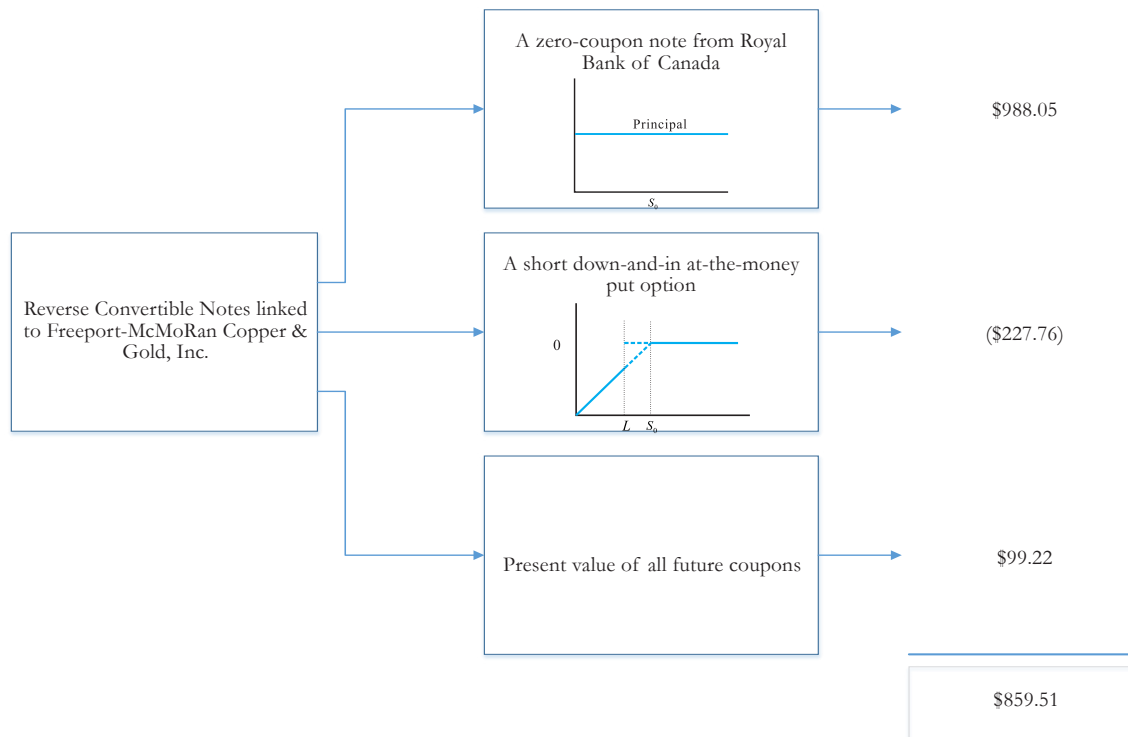 A zero-coupon note from Royal
Bank of Canada
Principal
S₀
$988.05
Reverse Convertible Notes linked
to Freeport-McMoRan Copper &
Gold, Inc.
A short down-and-in at-the-money
put option
0
L S₀
($227.76)
Present value of all future coupons
$99.22
$859.51